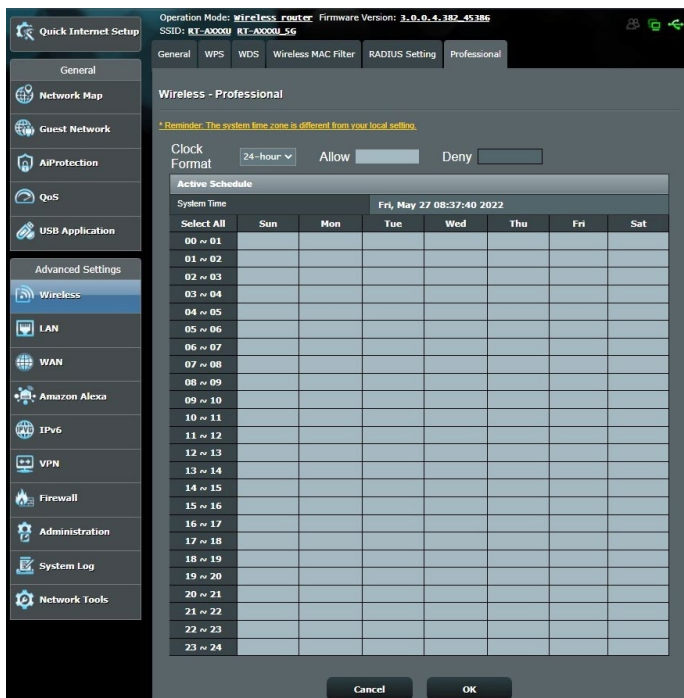 Quick Internet Setup
General
Network Map
Guest Network
AiProtection
QoS
USB Application
Advanced Settings
Wireless
LAN
WAN
Amazon Alexa
IPv6
VPN
Firewall
Administration
System Log
Network Tools
Operation Mode: Wireless router Firmware Version: 3.0.0.4.382_45386
SSID: RT-AXXXU RT-AXXXU_5G
General WPS WDS Wireless MAC Filter RADIUS Setting Professional
Wireless - Professional
* Reminder: The system time zone is different from your local setting.
Clock Format 24-hour Allow Deny
Active Schedule
System Time Fri, May 27 08:37:40 2022
Select All Sun Mon Tue Wed Thu Fri Sat
00 ~ 01
01 ~ 02
02 ~ 03
03 ~ 04
04 ~ 05
05 ~ 06
06 ~ 07
07 ~ 08
08 ~ 09
09 ~ 10
10 ~ 11
11 ~ 12
12 ~ 13
13 ~ 14
14 ~ 15
15 ~ 16
16 ~ 17
17 ~ 18
18 ~ 19
19 ~ 20
20 ~ 21
21 ~ 22
22 ~ 23
23 ~ 24
Cancel OK